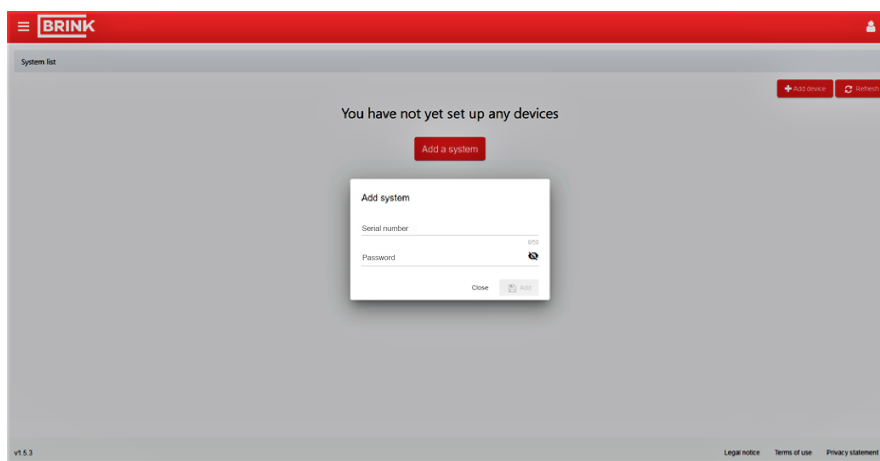 BRINK
System list
Add device
Refresh
You have not yet set up any devices
Add a system
Add system
Serial number
0/50
Password
Close
Add
v1.5.3
Legal notice
Terms of use
Privacy statement